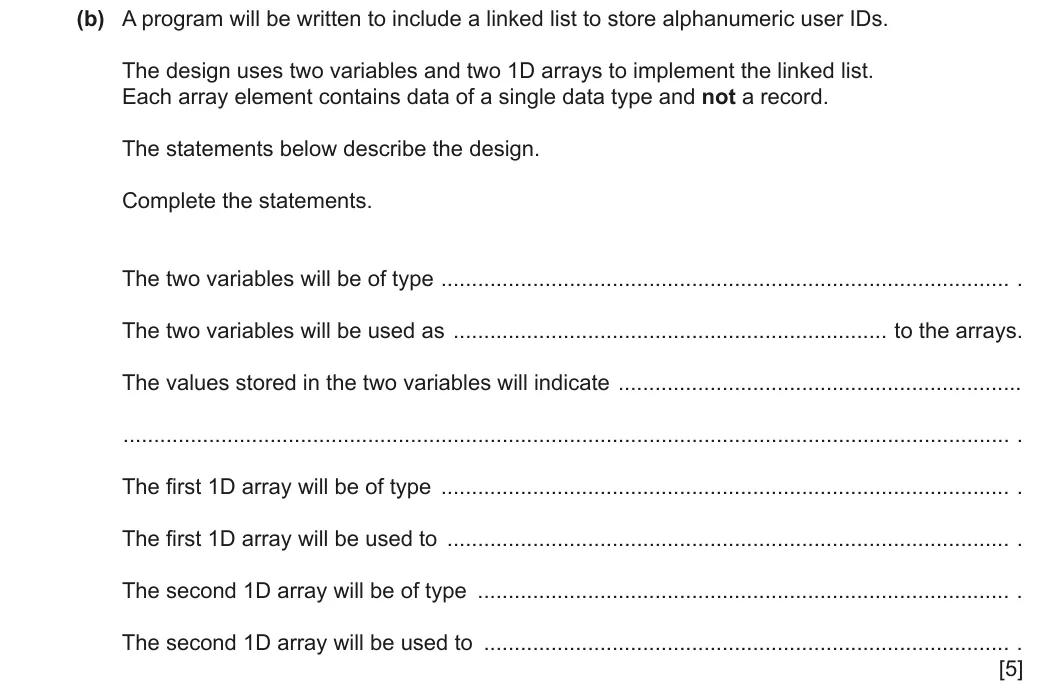 (b) A program will be written to include a linked list to store alphanumeric user IDs.
The design uses two variables and two 1D arrays to implement the linked list.
Each array element contains data of a single data type and not a record.
The statements below describe the design.
Complete the statements.
The two variables will be of type ................................................................................................ .
The two variables will be used as ........................................................................ to the arrays.
The values stored in the two variables will indicate ....................................................................
..................................................................................................................................................... .
The first 1D array will be of type ................................................................................................ .
The first 1D array will be used to ............................................................................................... .
The second 1D array will be of type .......................................................................................... .
The second 1D array will be used to ......................................................................................... .
[5]